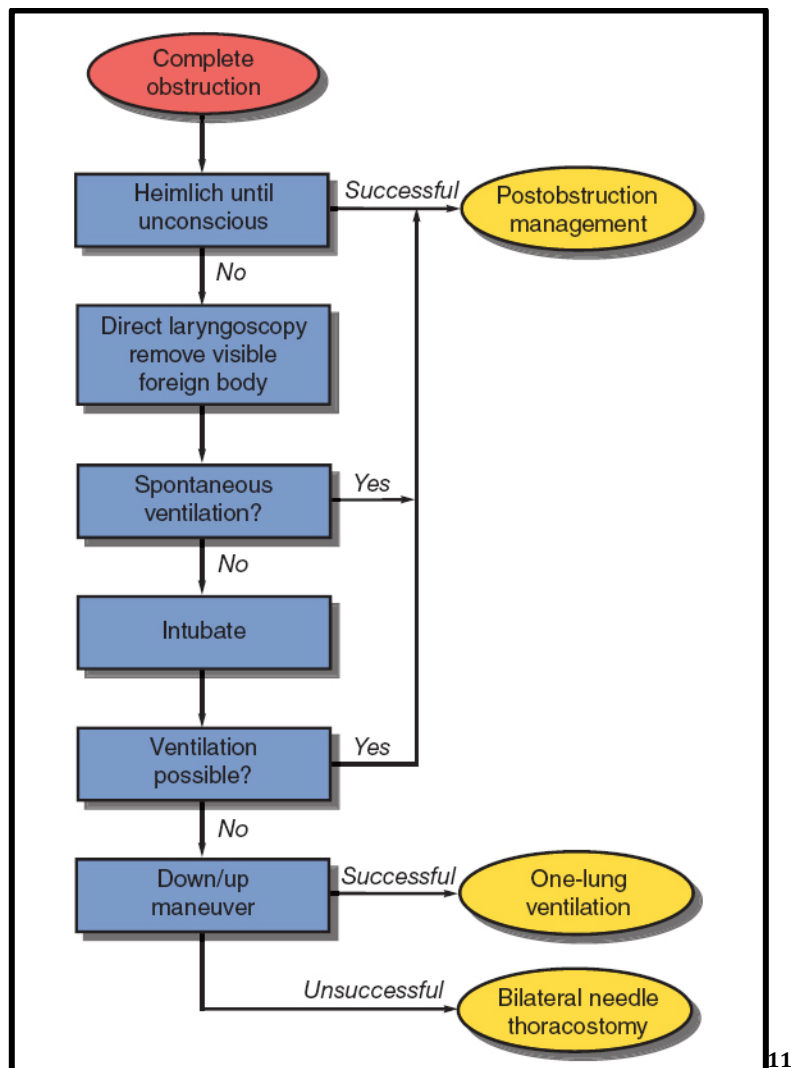 Complete
obstruction
Heimlich until
unconscious
Successful
Postobstruction
management
No
Direct laryngoscopy
remove visible
foreign body
Spontaneous
ventilation?
Yes
No
Intubate
Ventilation
possible?
Yes
No
Down/up
maneuver
Successful
One-lung
ventilation
Unsuccessful
Bilateral needle
thoracostomy
11